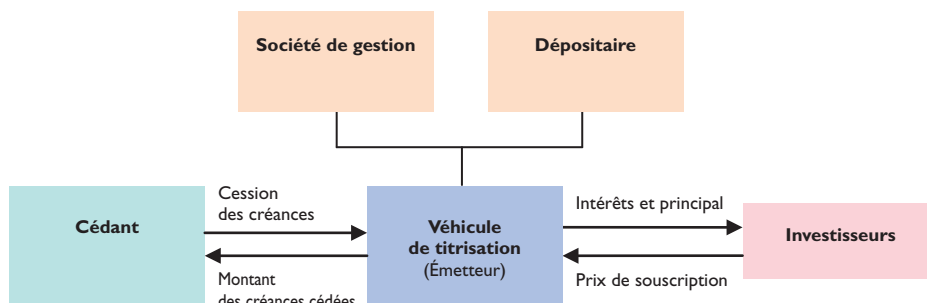 Société de gestion
Dépositaire
Cession
des créances
Cédant
Montant
des créances cédées
Véhicule
de titrisation
(Émetteur)
Intérêts et principal
Prix de souscription
Investisseurs